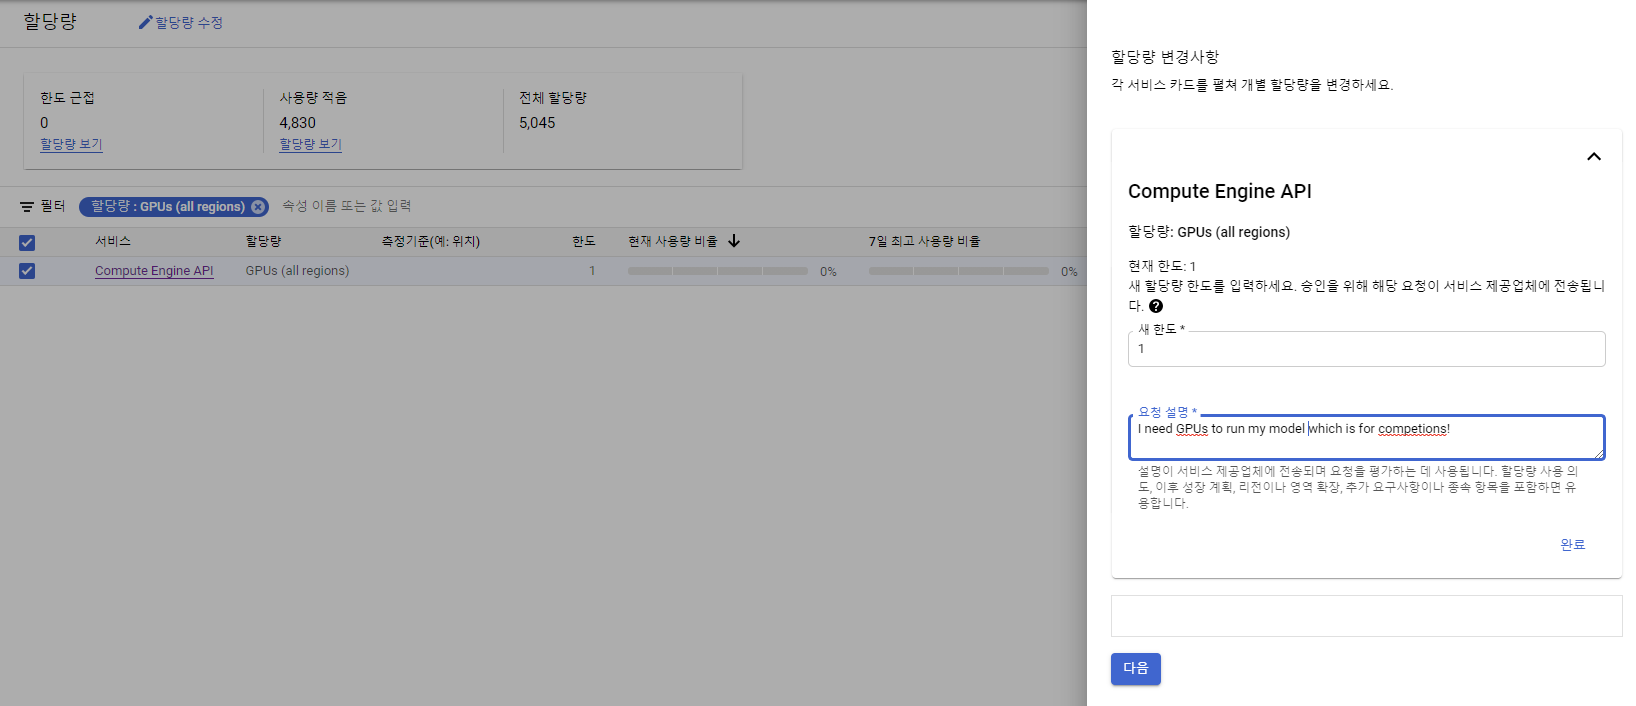 할당량
할당량 수정
한도 근접
0
할당량 보기
사용량 적음
4,830
할당량 보기
전체 할당량
5,045
필터
할당량 : GPUs (all regions)
속성 이름 또는 값 입력
서비스 할당량 측정기준(예: 위치) 한도 현재 사용량 비율 7일 최고 사용량 비율
Compute Engine API GPUs (all regions) 1 0% 0%
할당량 변경사항
각 서비스 카드를 펼쳐 개별 할당량을 변경하세요.
Compute Engine API
할당량: GPUs (all regions)
현재 한도: 1
새 할당량 한도를 입력하세요. 승인을 위해 해당 요청이 서비스 제공업체에 전송됩니
다.
새 한도 *
1
요청 설명 *
I need GPUs to run my model which is for competions!
설명이 서비스 제공업체에 전송되며 요청을 평가하는 데 사용됩니다. 할당량 사용 의
도, 이후 성장 계획, 리전이나 영역 확장, 추가 요구사항이나 종속 항목을 포함하면 유
용합니다.
완료
다음